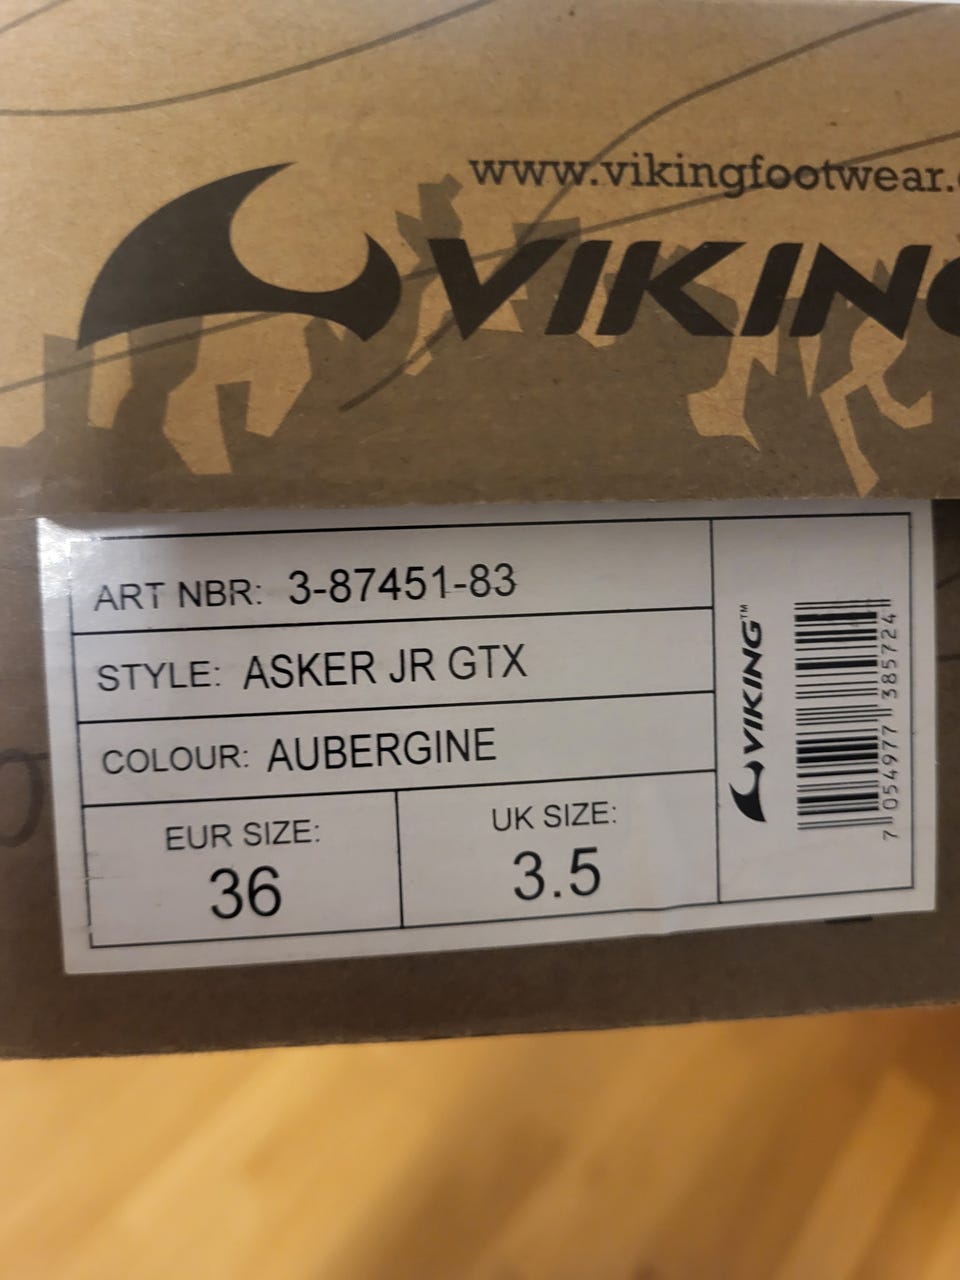 www.vikingfootwear.
VIKING
ART NBR: 3-87451-83
STYLE: ASKER JR GTX
COLOUR: AUBERGINE
EUR SIZE:
36
UK SIZE:
3.5
VIKING™
7 054977 385724